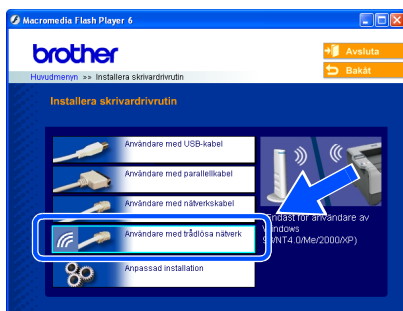 Macromedia Flash Player 6
brother
Avsluta
Bakåt
Huvudmenyn >> Installera skrivardrivrutin
Installera skrivardrivrutin
Användare med USB-kabel
Användare med parallellkabel
Användare med nätverkskabel
Användare med trådlösa nätverk
Anpassad installation
(Endast för användare av
Windows
/NT4.0/Me/2000/XP)